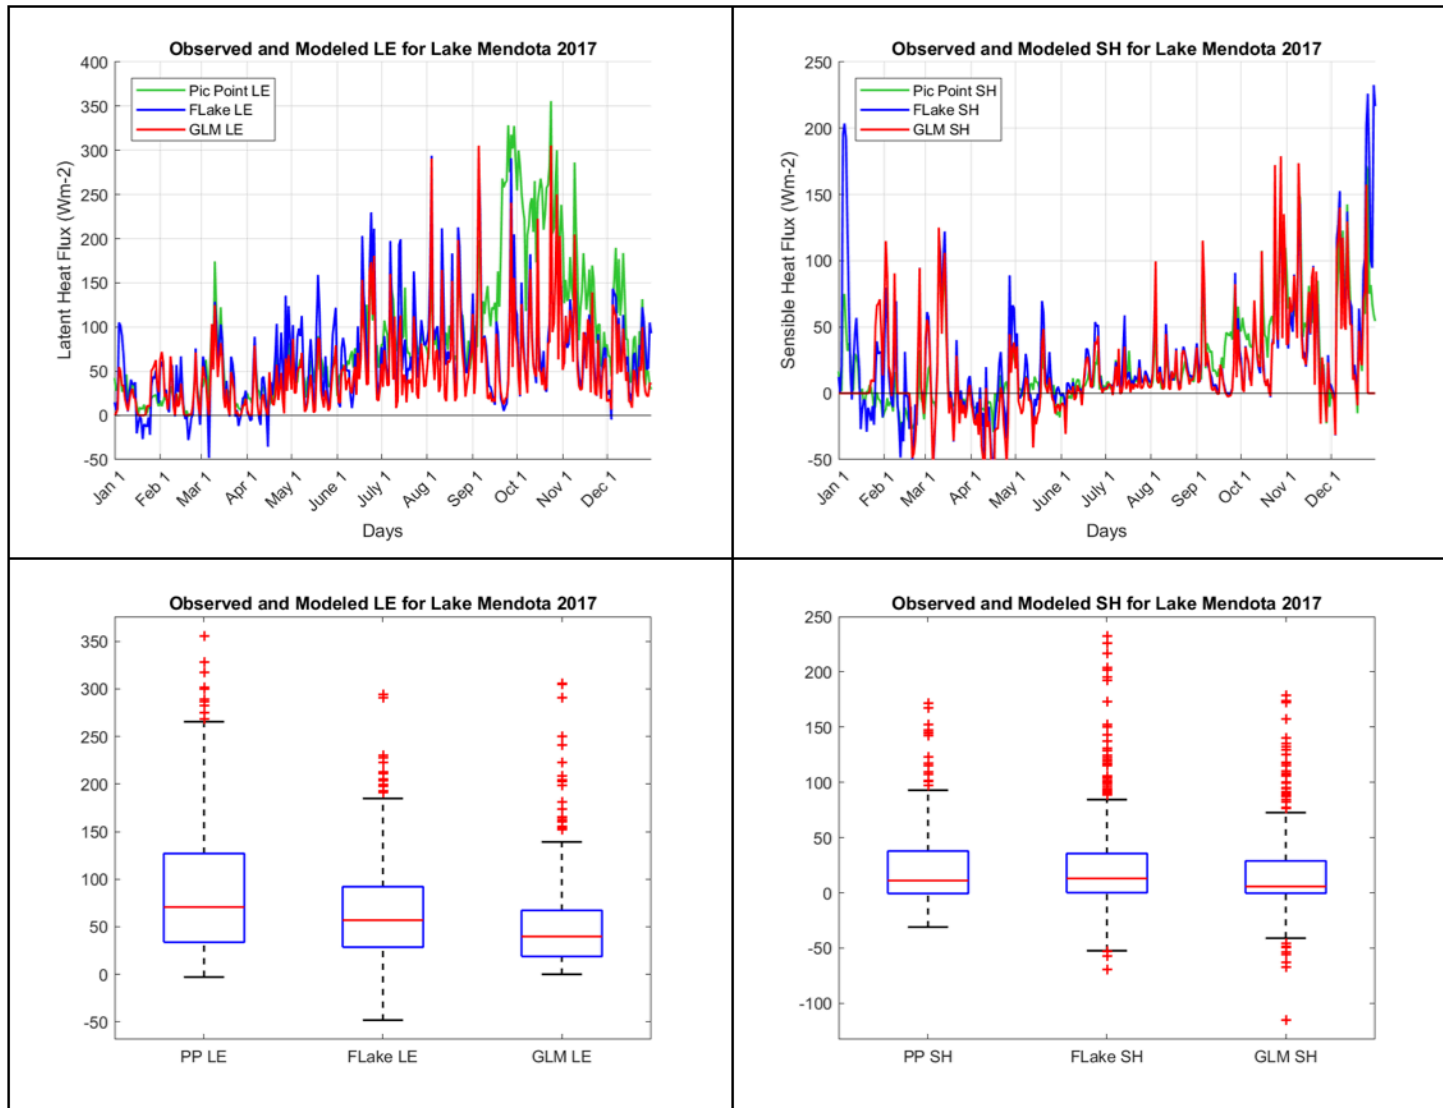 Observed and Modeled LE for Lake Mendota 2017
400
350
300
250
200
150
100
50
0
-50
Latent Heat Flux (Wm-2)
Pic Point LE
FLake LE
GLM LE
Jan 1
Feb 1
Mar 1
Apr 1
May 1
June 1
July 1
Aug 1
Sep 1
Oct 1
Nov 1
Dec 1
Days
Observed and Modeled SH for Lake Mendota 2017
250
200
150
100
50
0
-50
Sensible Heat Flux (Wm-2)
Pic Point SH
FLake SH
GLM SH
Jan 1
Feb 1
Mar 1
Apr 1
May 1
June 1
July 1
Aug 1
Sep 1
Oct 1
Nov 1
Dec 1
Days
Observed and Modeled LE for Lake Mendota 2017
350
300
250
200
150
100
50
0
-50
PP LE
FLake LE
GLM LE
Observed and Modeled SH for Lake Mendota 2017
250
200
150
100
50
0
-50
-100
PP SH
FLake SH
GLM SH